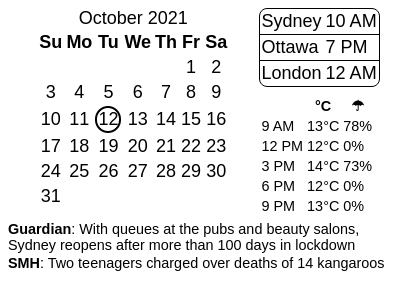 October 2021
Su Mo Tu We Th Fr Sa
1 2
3 4 5 6 7 8 9
10 11 12 13 14 15 16
17 18 19 20 21 22 23
24 25 26 27 28 29 30
31
Sydney 10 AM
Ottawa 7 PM
London 12 AM
°C ☂
9 AM 13°C 78%
12 PM 12°C 0%
3 PM 14°C 73%
6 PM 12°C 0%
9 PM 13°C 0%
Guardian: With queues at the pubs and beauty salons,
Sydney reopens after more than 100 days in lockdown
SMH: Two teenagers charged over deaths of 14 kangaroos